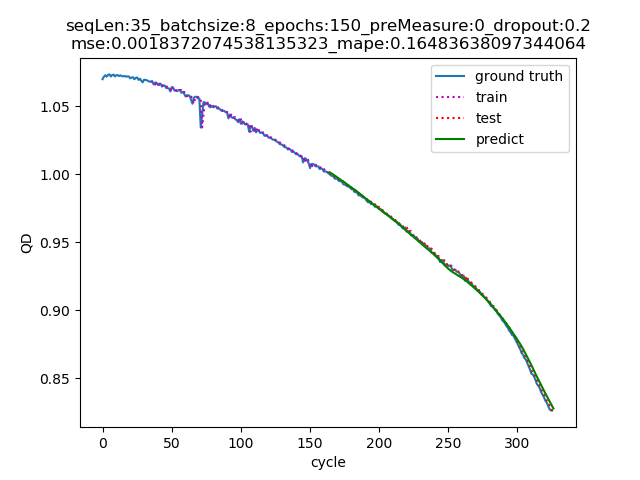 seqLen:35_batchsize:8_epochs:150_preMeasure:0_dropout:0.2
mse:0.0018372074538135323_mape:0.16483638097344064
ground truth
train
test
predict
1.05
1.00
0.95
0.90
0.85
QD
0
50
100
150
200
250
300
cycle